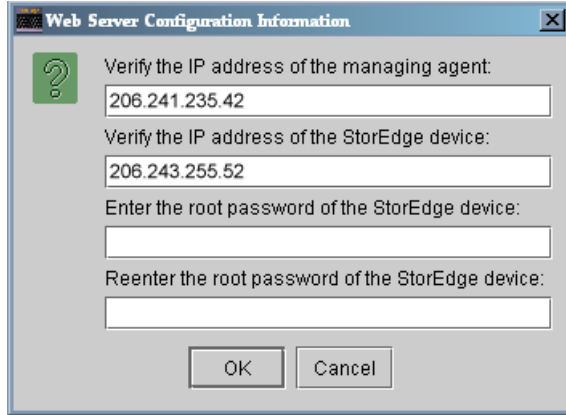 Web Server Configuration Information
Verify the IP address of the managing agent:
206.241.235.42
Verify the IP address of the StorEdge device:
206.243.255.52
Enter the root password of the StorEdge device:
Reenter the root password of the StorEdge device:
OK
Cancel